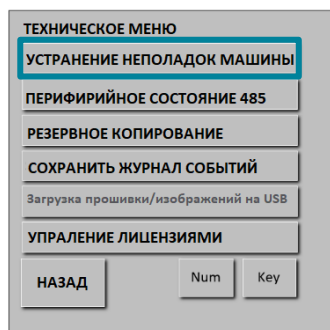 ТЕХНИЧЕСКОЕ МЕНЮ
УСТРАНЕНИЕ НЕПОЛАДОК МАШИНЫ
ПЕРИФИРИЙНОЕ СОСТОЯНИЕ 485
РЕЗЕРВНОЕ КОПИРОВАНИЕ
СОХРАНИТЬ ЖУРНАЛ СОБЫТИЙ
Загрузка прошивки/изображений на USB
УПРАЛЕНИЕ ЛИЦЕНЗИЯМИ
НАЗАД Num Key